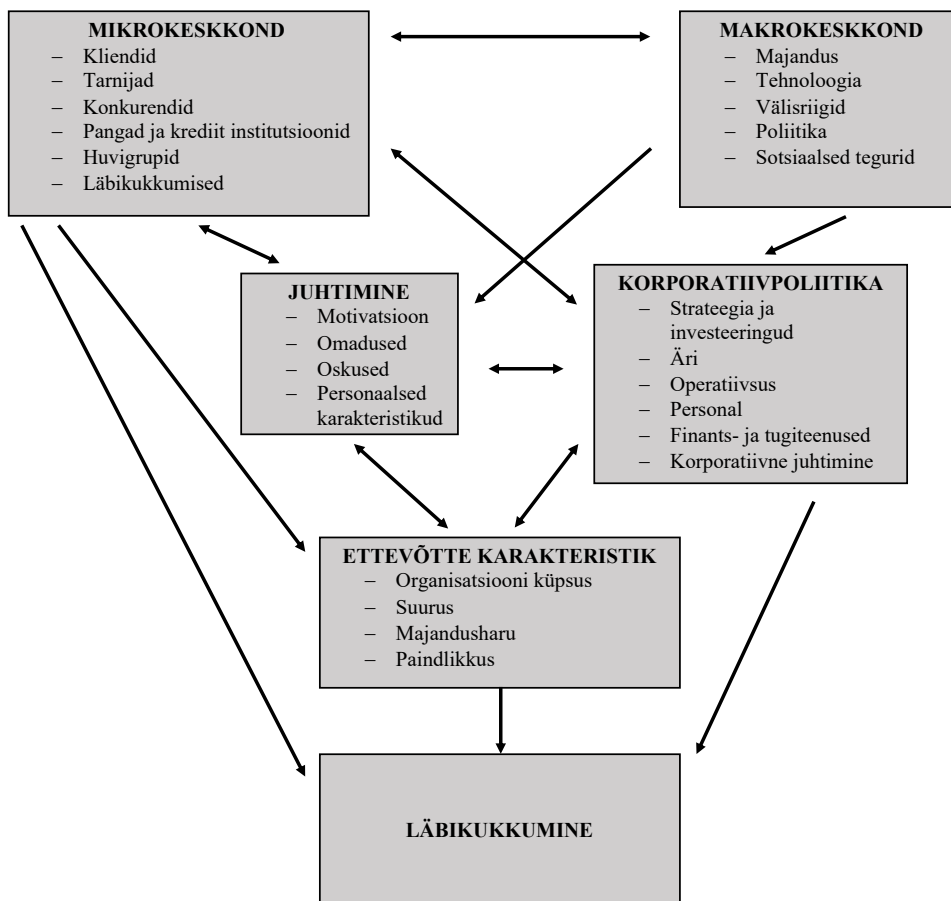 MIKROKESKKOND
– Kliendid
– Tarnijad
– Konkurendid
– Pangad ja krediit institutsioonid
– Huvigrupid
– Läbikukkumised
MAKROKESKKOND
– Majandus
– Tehnoloogia
– Välisriigid
– Poliitika
– Sotsiaalsed tegurid
JUHTIMINE
– Motivatsioon
– Omadused
– Oskused
– Personaalsed
karakteristikud
KORPORATIIVPOLIITIKA
– Strateegia ja
investeeringud
– Äri
– Operatiivsus
– Personal
– Finants- ja tugiteenused
– Korporatiivne juhtimine
ETTEVÕTTE KARAKTERISTIK
– Organisatsiooni küpsus
– Suurus
– Majandusharu
– Paindlikkus
LÄBIKUKKUMINE